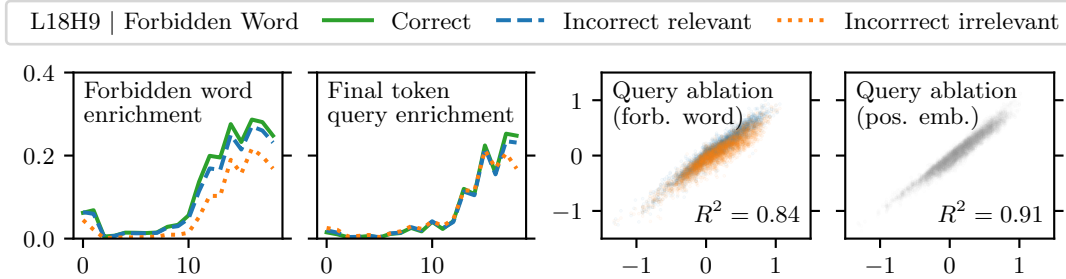 L18H9 | Forbidden Word Correct Incorrect relevant Incorrrect irrelevant
Forbidden word
enrichment
Final token
query enrichment
Query ablation
(forb. word)
Query ablation
(pos. emb.)
0.4
0.2
0.0
1
0
−1
R² = 0.84
R² = 0.91
0 10
0 10
−1 0 1
−1 0 1